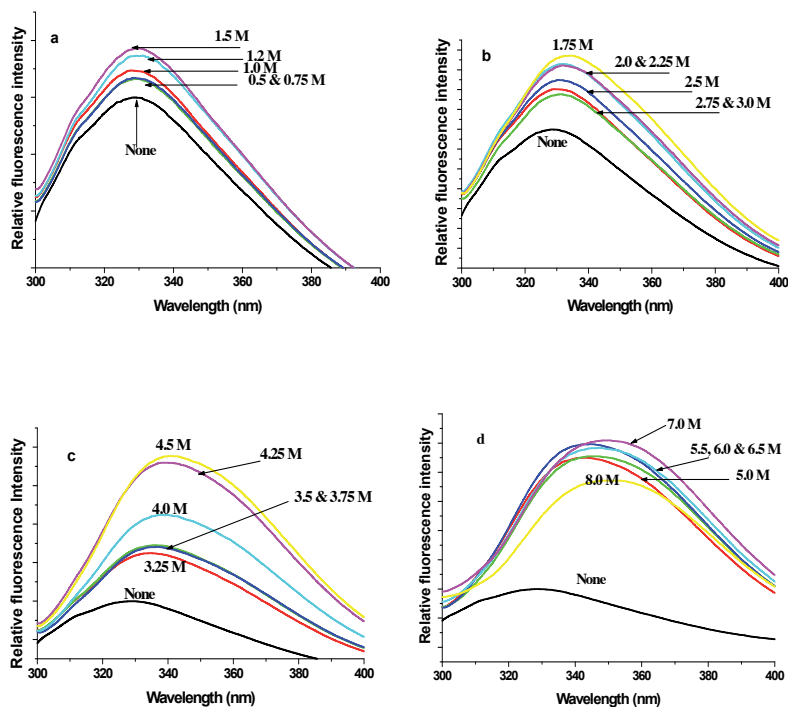 a
1.5 M
1.2 M
1.0 M
0.5 & 0.75 M
None
Relative fluorescence intensity
300 320 340 360 380 400
Wavelength (nm)
b
1.75 M
2.0 & 2.25 M
2.5 M
2.75 & 3.0 M
None
Relative fluorescence intensity
300 320 340 360 380 400
Wavelength (nm)
c
4.5 M
4.25 M
4.0 M
3.5 & 3.75 M
3.25 M
None
Relative fluorescence Intensity
300 320 340 360 380 400
Wavelength (nm)
d
7.0 M
5.5, 6.0 & 6.5 M
5.0 M
8.0 M
None
Relative fluorescence intensity
300 320 340 360 380 400
Wavelength (nm)